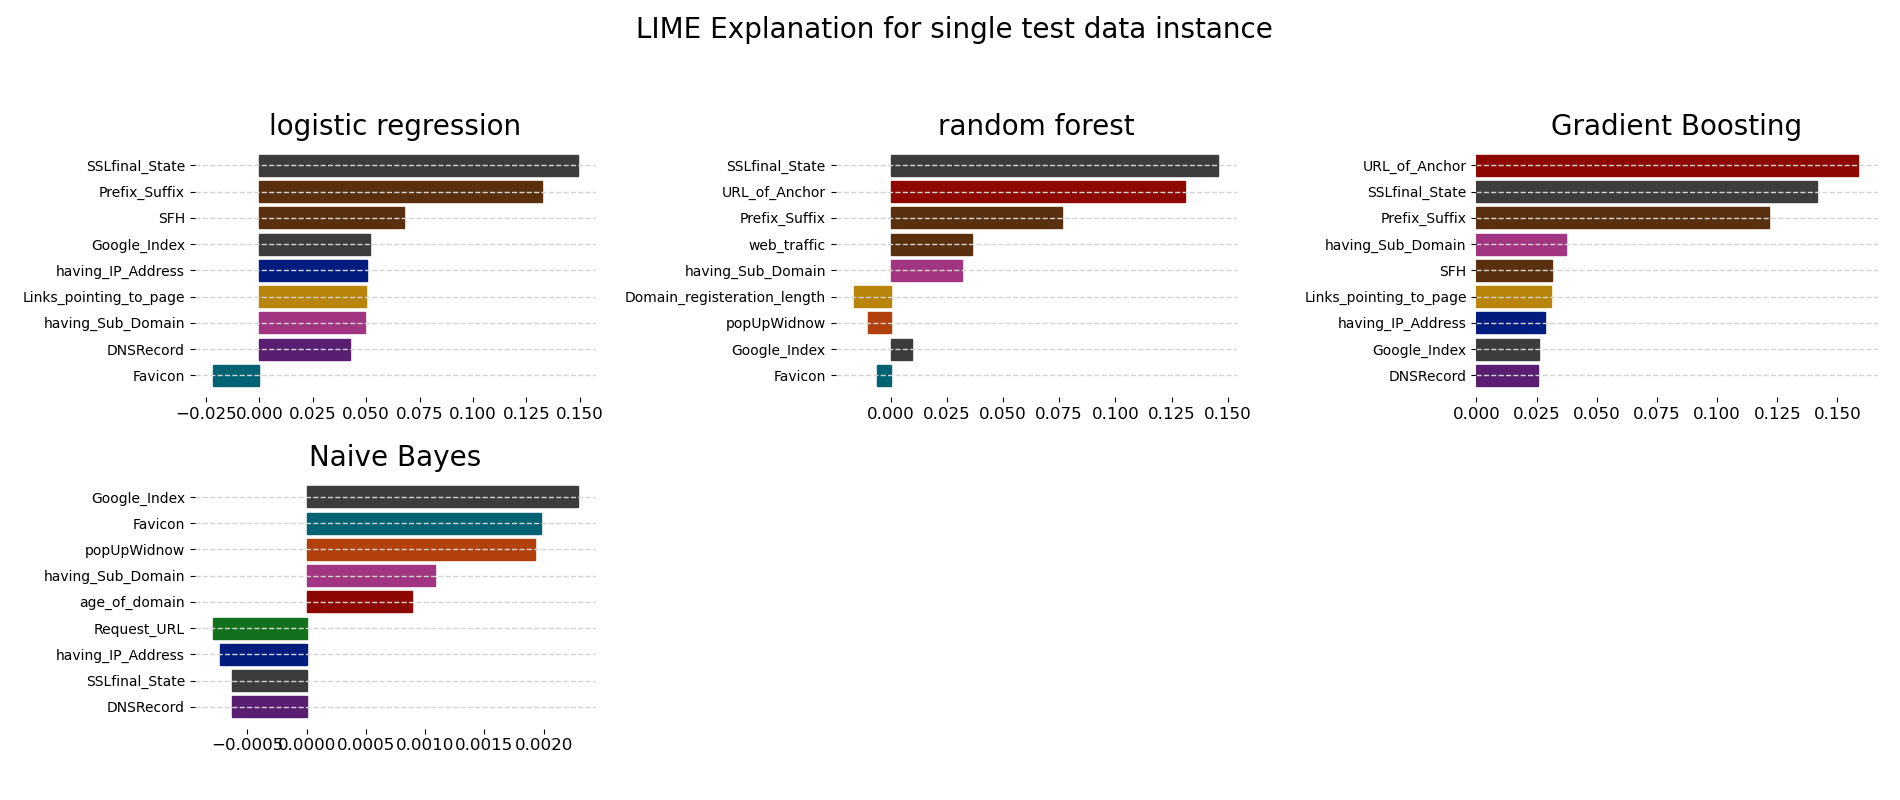 LIME Explanation for single test data instance
logistic regression
SSLfinal_State
Prefix_Suffix
SFH
Google_Index
having_IP_Address
Links_pointing_to_page
having_Sub_Domain
DNSRecord
Favicon
−0.025 0.000 0.025 0.050 0.075 0.100 0.125 0.150
random forest
SSLfinal_State
URL_of_Anchor
Prefix_Suffix
web_traffic
having_Sub_Domain
Domain_registeration_length
popUpWidnow
Google_Index
Favicon
0.000 0.025 0.050 0.075 0.100 0.125 0.150
Gradient Boosting
URL_of_Anchor
SSLfinal_State
Prefix_Suffix
having_Sub_Domain
SFH
Links_pointing_to_page
having_IP_Address
Google_Index
DNSRecord
0.000 0.025 0.050 0.075 0.100 0.125 0.150
Naive Bayes
Google_Index
Favicon
popUpWidnow
having_Sub_Domain
age_of_domain
Request_URL
having_IP_Address
SSLfinal_State
DNSRecord
−0.0005 0.0000 0.0005 0.0010 0.0015 0.0020